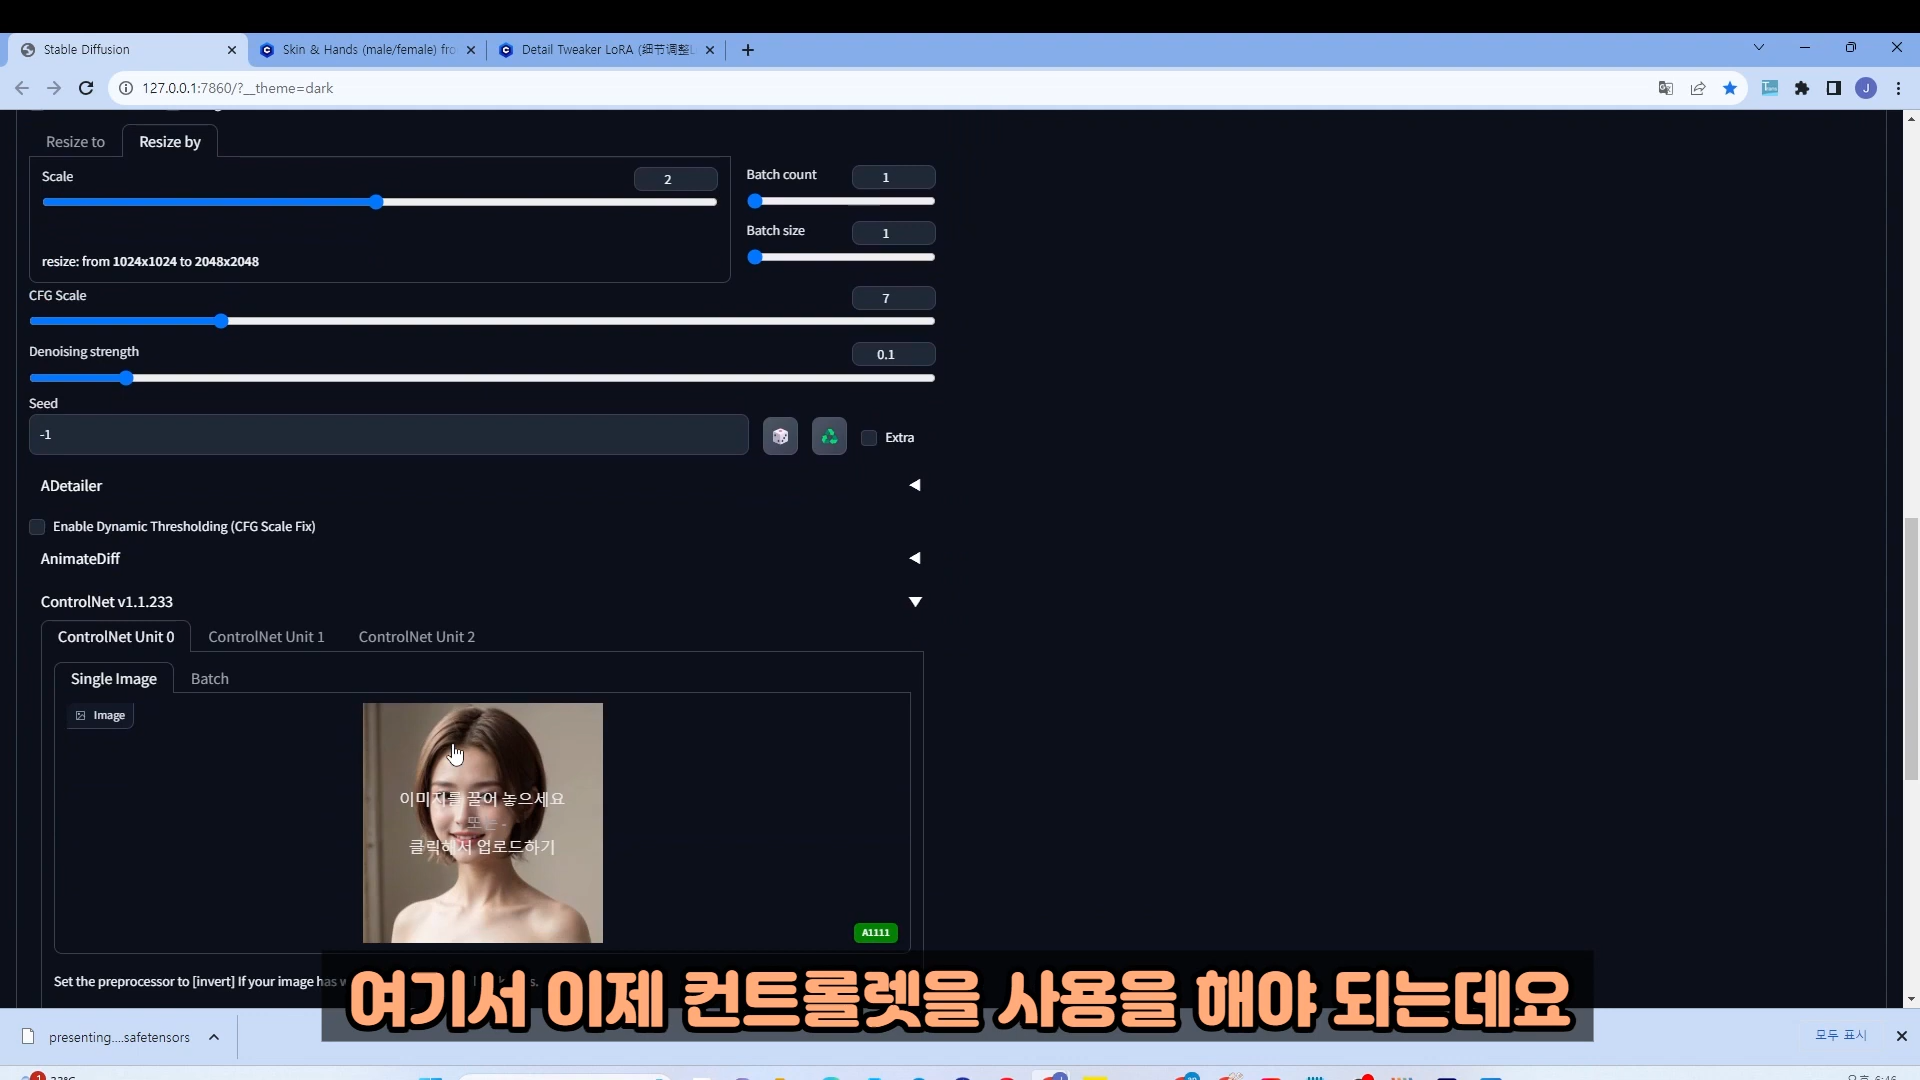 Stable Diffusion
Skin & Hands (male/female) fro
Detail Tweaker LoRA (细节调整L
127.0.0.1:7860/?__theme=dark
J
Resize to
Resize by
Scale
2
resize: from 1024x1024 to 2048x2048
Batch count
1
Batch size
1
CFG Scale
7
Denoising strength
0.1
Seed
-1
Extra
ADetailer
Enable Dynamic Thresholding (CFG Scale Fix)
AnimateDiff
ControlNet v1.1.233
ControlNet Unit 0
ControlNet Unit 1
ControlNet Unit 2
Single Image
Batch
Image
이미지를 끌어 놓으세요
- 또는 -
클릭해서 업로드하기
A1111
Set the preprocessor to [invert] If your image has
여기서 이제 컨트롤렛을 사용을 해야 되는데요
presenting....safetensors
모두 표시